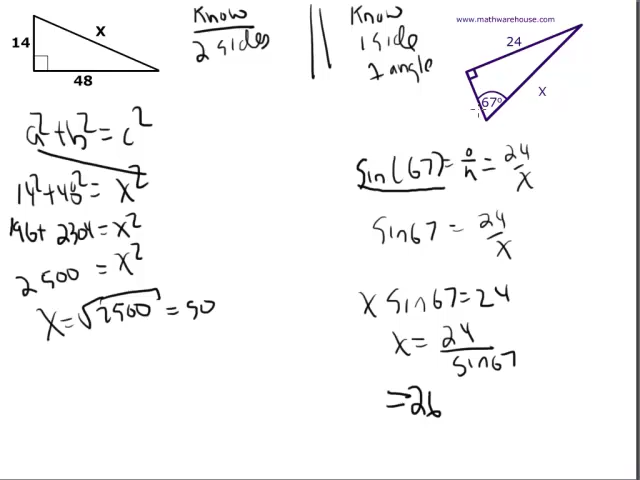 14
x
48
Know
2 sides
a² + b² = c²
14² + 48² = x²
196 + 2304 = x²
2500 = x²
x = √2500 = 50
Know
1 side
1 angle
www.mathwarehouse.com
24
67°
X
sin(67) = o/h = 24/x
sin67 = 24/x
x sin67 = 24
x = 24/sin67
= 26